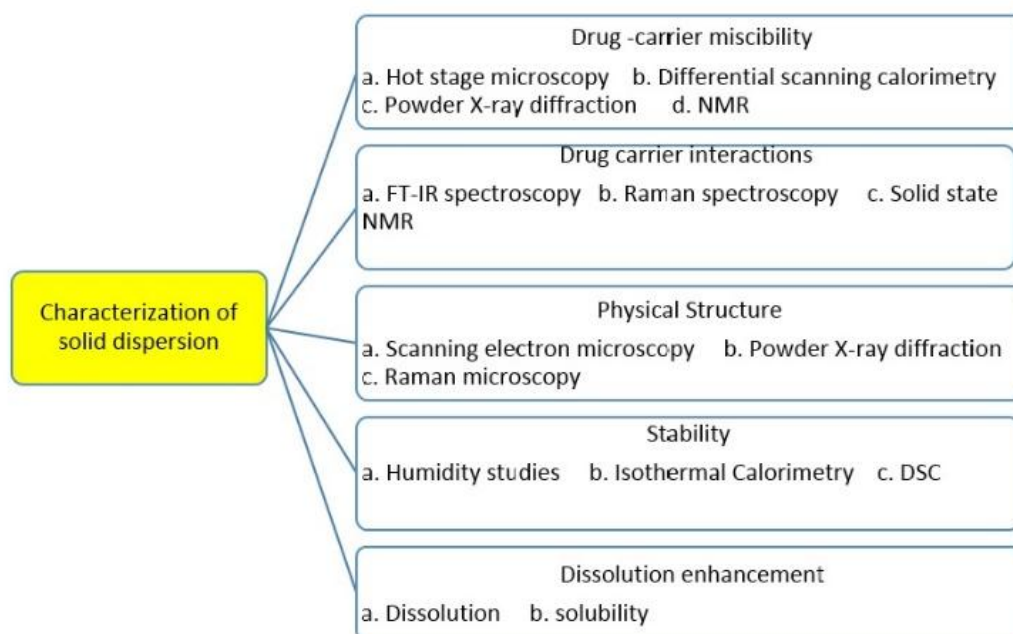 Drug -carrier miscibility
a. Hot stage microscopy b. Differential scanning calorimetry
c. Powder X-ray diffraction d. NMR
Drug carrier interactions
a. FT-IR spectroscopy b. Raman spectroscopy c. Solid state
NMR
Characterization of
solid dispersion
Physical Structure
a. Scanning electron microscopy b. Powder X-ray diffraction
c. Raman microscopy
Stability
a. Humidity studies b. Isothermal Calorimetry c. DSC
Dissolution enhancement
a. Dissolution b. solubility